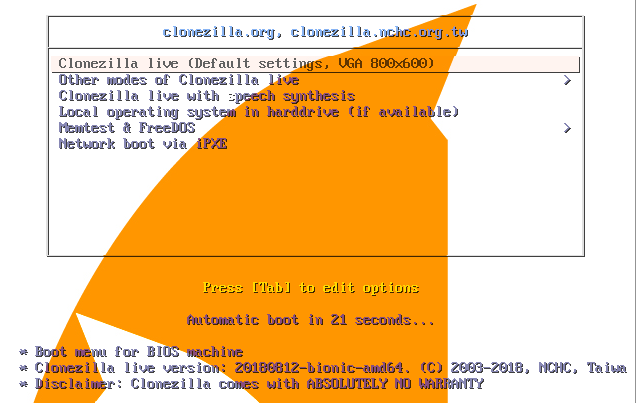 clonezilla.org, clonezilla.nchc.org.tw
Clonezilla live (Default settings, VGA 800x600)
Other modes of Clonezilla live >
Clonezilla live with speech synthesis
Local operating system in harddrive (if available)
Memtest & FreeDOS >
Network boot via iPXE
Press [Tab] to edit options
Automatic boot in 21 seconds...
* Boot menu for BIOS machine
* Clonezilla live version: 20180812-bionic-amd64. (C) 2003-2018, NCHC, Taiwa
* Disclaimer: Clonezilla comes with ABSOLUTELY NO WARRANTY